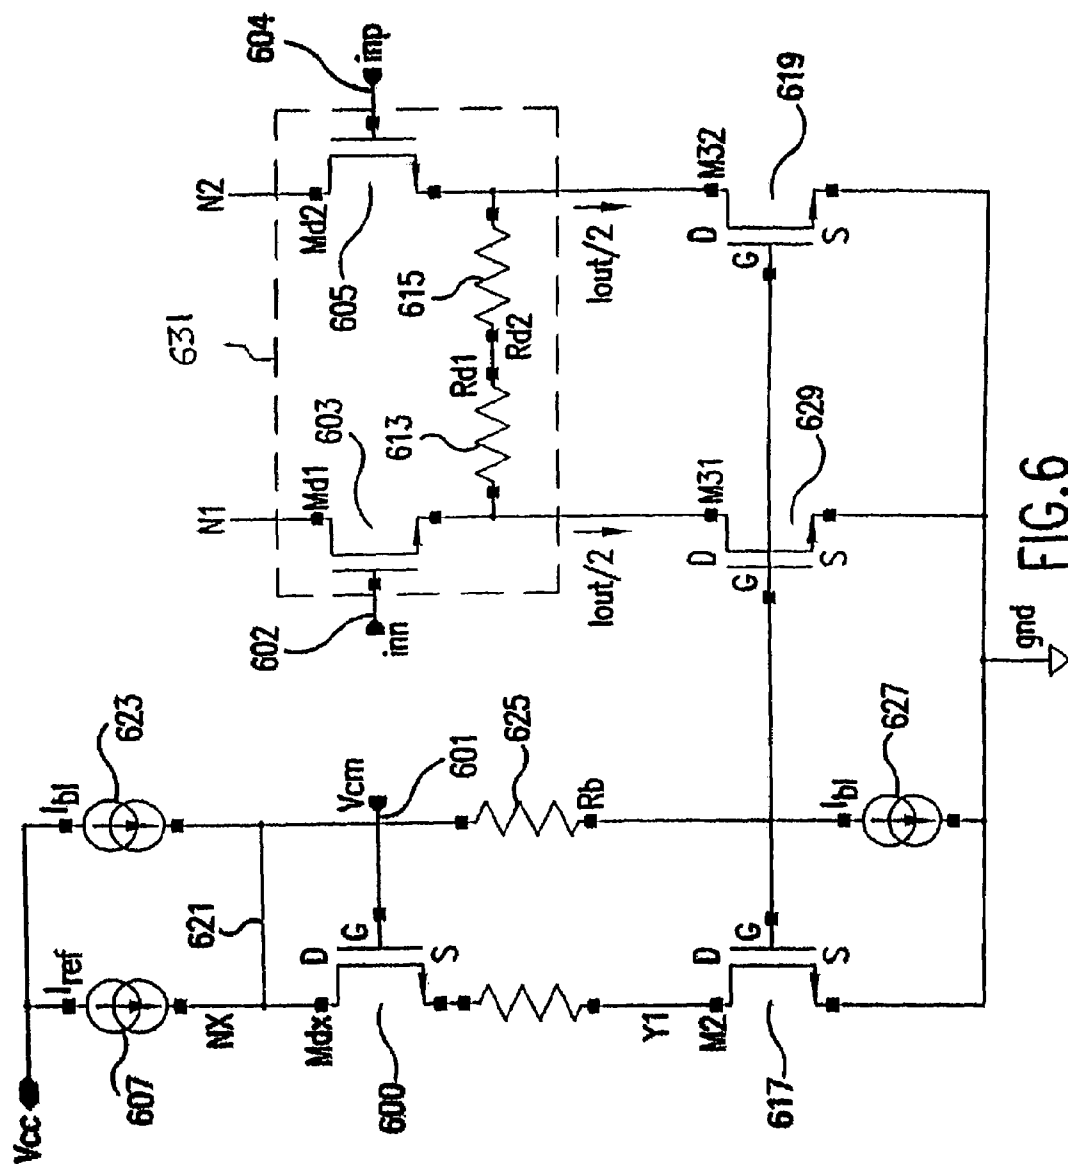 Vcc
607
Iref
NX
621
623
Ibl
Mdx
D
G
S
600
Vcm
601
625
Rb
Y1
M2
D
G
S
617
Ibl
627
gnd
631
N1
Md1
603
602
inn
N2
Md2
605
604
inp
613
Rd1
Rd2
615
Iout/2
Iout/2
M31
D
G
S
629
M32
D
G
S
619
FIG.6